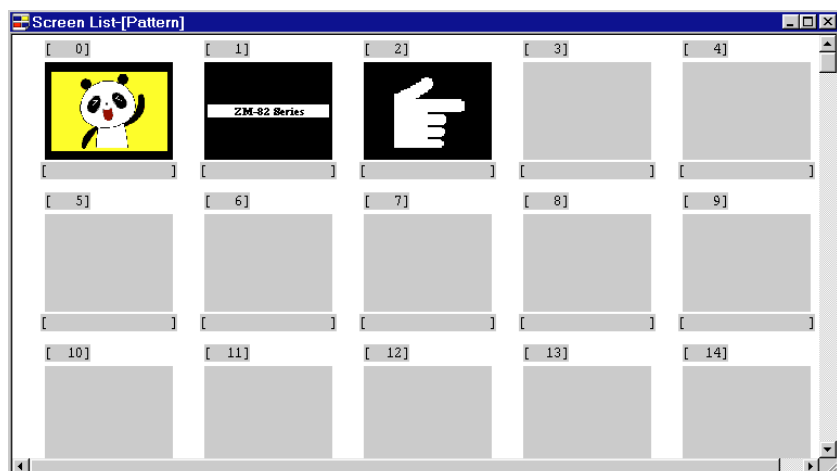 Screen List-[Pattern]
[   0] [   1] [   2] [   3] [   4]
ZM-82 Series
[ ] [ ] [ ] [ ] [ ]
[   5] [   6] [   7] [   8] [   9]
[ ] [ ] [ ] [ ] [ ]
[  10] [  11] [  12] [  13] [  14]